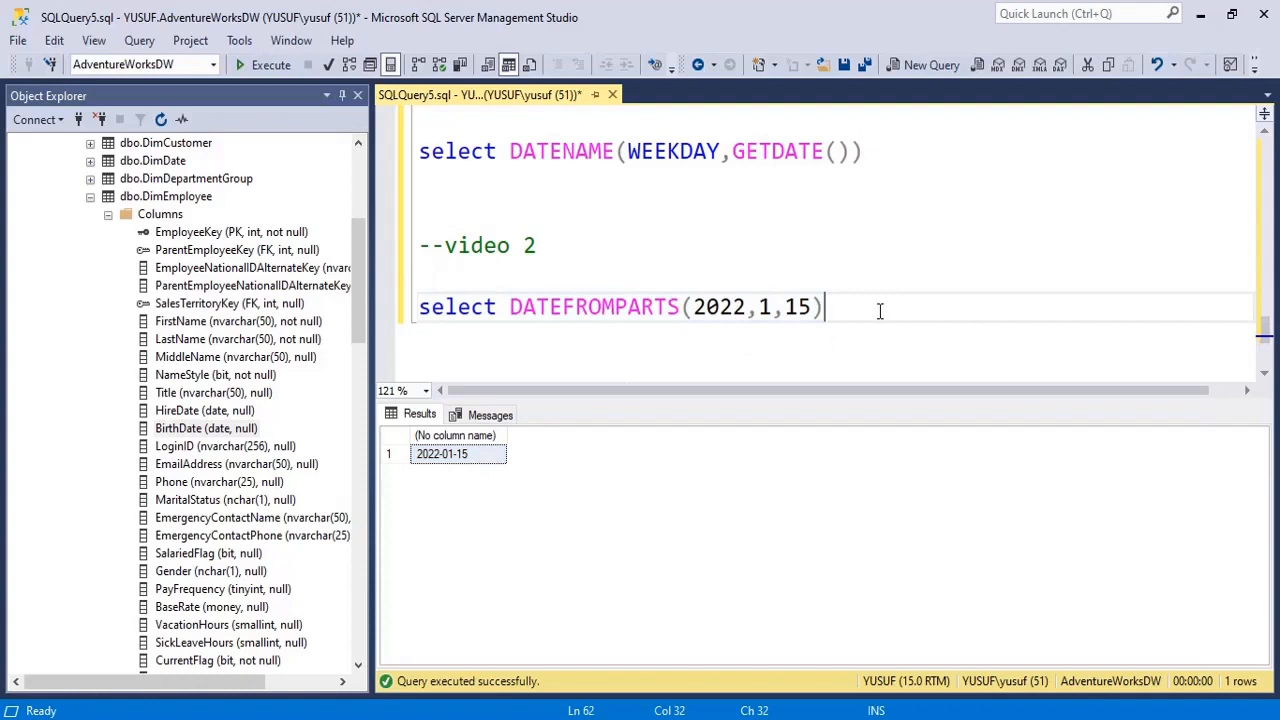 SQLQuery5.sql - YUSUF.AdventureWorksDW (YUSUF\yusuf (51))* - Microsoft SQL Server Management Studio
Quick Launch (Ctrl+Q)
File Edit View Query Project Tools Window Help
AdventureWorksDW Execute New Query
MDX DMX XMLA DAX
Object Explorer
SQLQuery5.sql - YU...(YUSUF\yusuf (51))*
Connect
dbo.DimCustomer
dbo.DimDate
dbo.DimDepartmentGroup
dbo.DimEmployee
Columns
EmployeeKey (PK, int, not null)
ParentEmployeeKey (FK, int, null)
EmployeeNationalIDAlternateKey (nvarc
ParentEmployeeNationalIDAlternateKey
SalesTerritoryKey (FK, int, null)
FirstName (nvarchar(50), not null)
LastName (nvarchar(50), not null)
MiddleName (nvarchar(50), null)
NameStyle (bit, not null)
Title (nvarchar(50), null)
HireDate (date, null)
BirthDate (date, null)
LoginID (nvarchar(256), null)
EmailAddress (nvarchar(50), null)
Phone (nvarchar(25), null)
MaritalStatus (nchar(1), null)
EmergencyContactName (nvarchar(50),
EmergencyContactPhone (nvarchar(25)
SalariedFlag (bit, null)
Gender (nchar(1), null)
PayFrequency (tinyint, null)
BaseRate (money, null)
VacationHours (smallint, null)
SickLeaveHours (smallint, null)
CurrentFlag (bit, not null)
select DATENAME(WEEKDAY,GETDATE())
--video 2
select DATEFROMPARTS(2022,1,15)
121 %
Results Messages
(No column name)
1 2022-01-15
Query executed successfully. YUSUF (15.0 RTM) YUSUF\yusuf (51) AdventureWorksDW 00:00:00 1 rows
Ready Ln 62 Col 32 Ch 32 INS